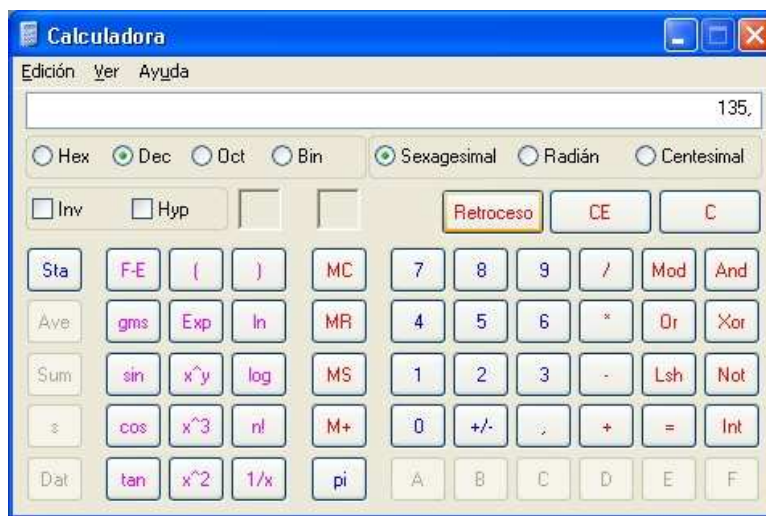 Calculadora
Edición Ver Ayuda
135,
Hex Dec Oct Bin Sexagesimal Radián Centesimal
Inv Hyp Retroceso CE C
Sta F-E ( ) MC 7 8 9 / Mod And
Ave gms Exp ln MR 4 5 6 * Or Xor
Sum sin x^y log MS 1 2 3 - Lsh Not
s cos x^3 n! M+ 0 +/- , + = Int
Dat tan x^2 1/x pi A B C D E F